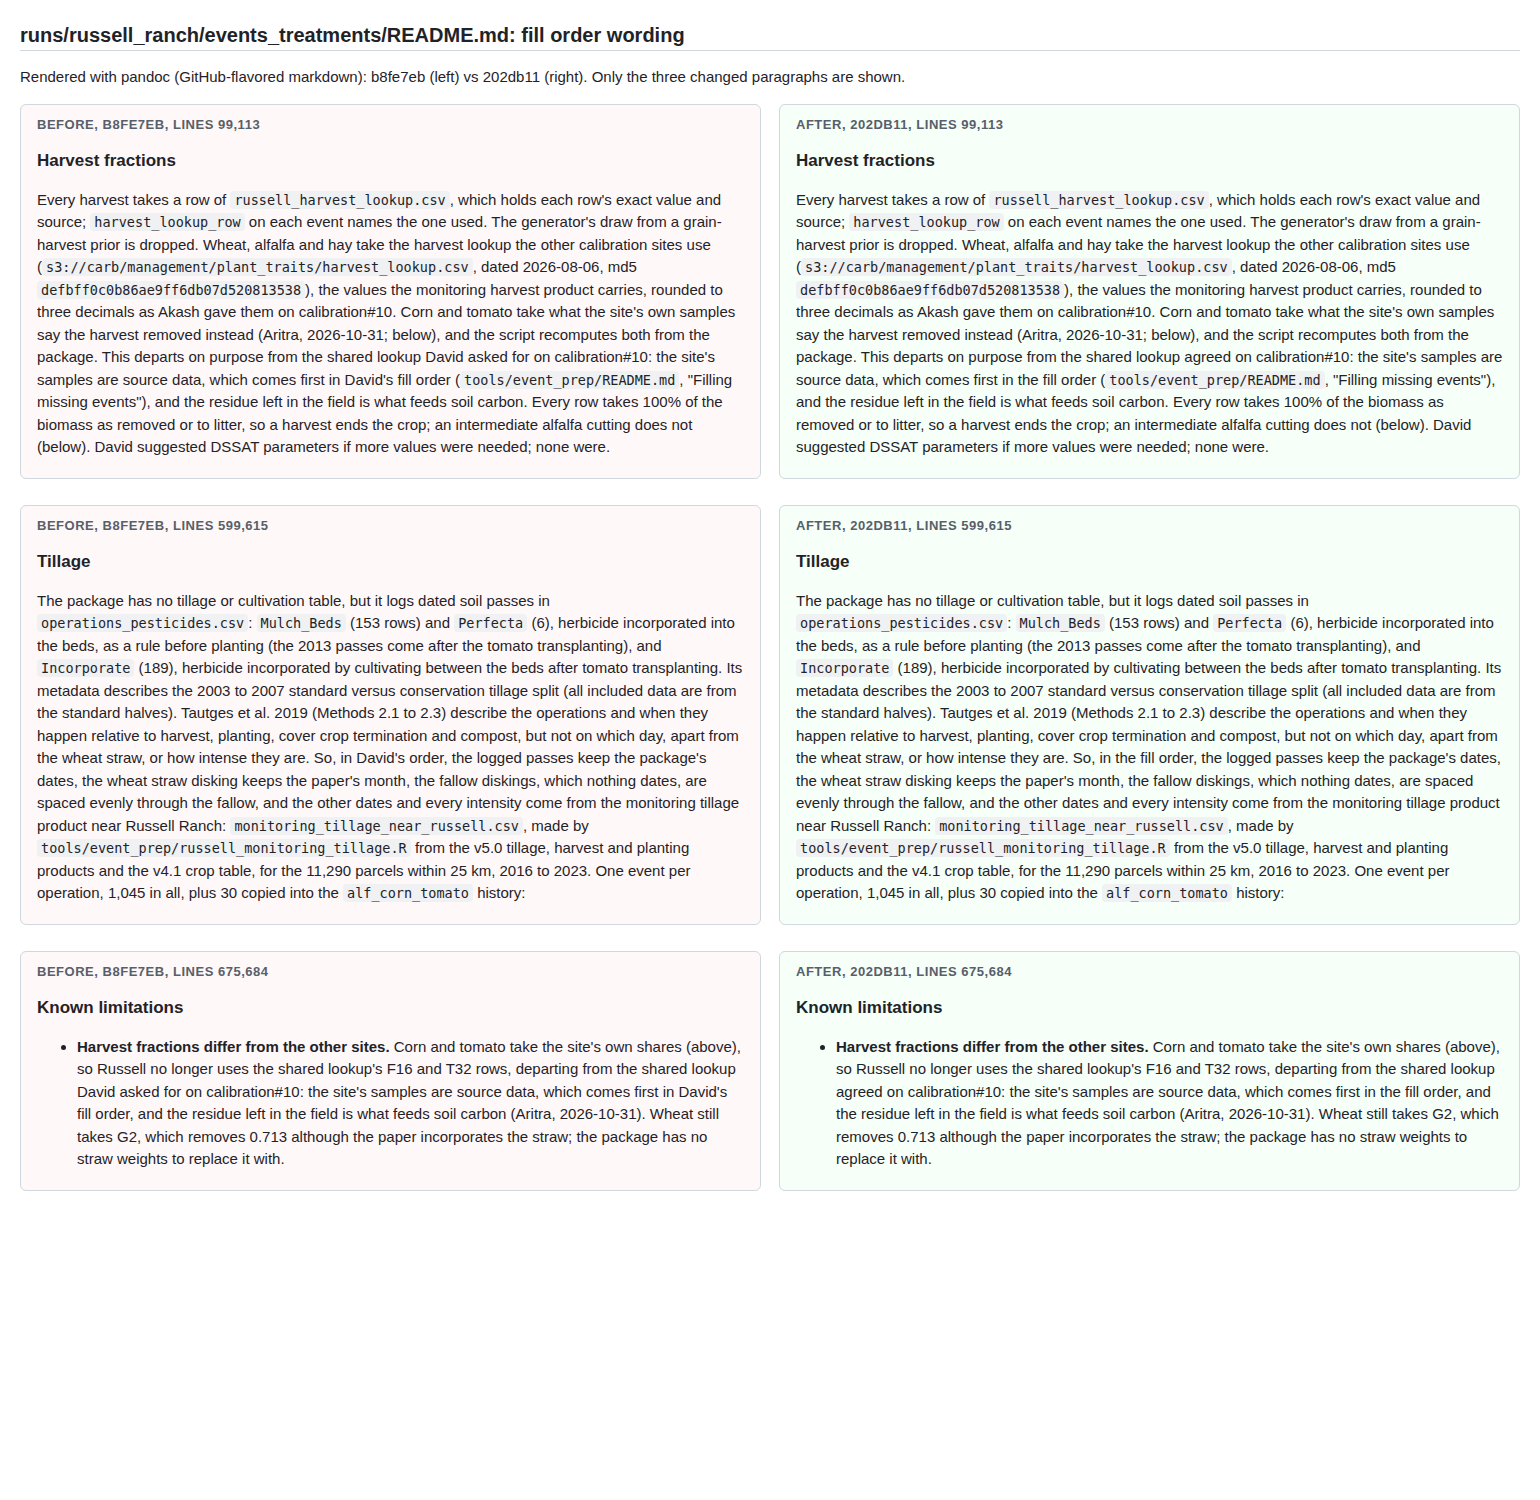 runs/russell_ranch/events_treatments/README.md: fill order wording
Rendered with pandoc (GitHub-flavored markdown): b8fe7eb (left) vs 202db11 (right). Only the three changed paragraphs are shown.
BEFORE, B8FE7EB, LINES 99,113
Harvest fractions
Every harvest takes a row of russell_harvest_lookup.csv, which holds each row's exact value and
source; harvest_lookup_row on each event names the one used. The generator's draw from a grain-
harvest prior is dropped. Wheat, alfalfa and hay take the harvest lookup the other calibration sites use
(s3://carb/management/plant_traits/harvest_lookup.csv, dated 2026-08-06, md5
defbff0c0b86ae9ff6db07d520813538), the values the monitoring harvest product carries, rounded to
three decimals as Akash gave them on calibration#10. Corn and tomato take what the site's own samples
say the harvest removed instead (Aritra, 2026-10-31; below), and the script recomputes both from the
package. This departs on purpose from the shared lookup David asked for on calibration#10: the site's
samples are source data, which comes first in David's fill order (tools/event_prep/README.md, "Filling
missing events"), and the residue left in the field is what feeds soil carbon. Every row takes 100% of the
biomass as removed or to litter, so a harvest ends the crop; an intermediate alfalfa cutting does not
(below). David suggested DSSAT parameters if more values were needed; none were.
AFTER, 202DB11, LINES 99,113
Harvest fractions
Every harvest takes a row of russell_harvest_lookup.csv, which holds each row's exact value and
source; harvest_lookup_row on each event names the one used. The generator's draw from a grain-
harvest prior is dropped. Wheat, alfalfa and hay take the harvest lookup the other calibration sites use
(s3://carb/management/plant_traits/harvest_lookup.csv, dated 2026-08-06, md5
defbff0c0b86ae9ff6db07d520813538), the values the monitoring harvest product carries, rounded to
three decimals as Akash gave them on calibration#10. Corn and tomato take what the site's own samples
say the harvest removed instead (Aritra, 2026-10-31; below), and the script recomputes both from the
package. This departs on purpose from the shared lookup agreed on calibration#10: the site's samples are
source data, which comes first in the fill order (tools/event_prep/README.md, "Filling missing events"),
and the residue left in the field is what feeds soil carbon. Every row takes 100% of the biomass as
removed or to litter, so a harvest ends the crop; an intermediate alfalfa cutting does not (below). David
suggested DSSAT parameters if more values were needed; none were.
BEFORE, B8FE7EB, LINES 599,615
Tillage
The package has no tillage or cultivation table, but it logs dated soil passes in
operations_pesticides.csv: Mulch_Beds (153 rows) and Perfecta (6), herbicide incorporated into
the beds, as a rule before planting (the 2013 passes come after the tomato transplanting), and
Incorporate (189), herbicide incorporated by cultivating between the beds after tomato transplanting. Its
metadata describes the 2003 to 2007 standard versus conservation tillage split (all included data are from
the standard halves). Tautges et al. 2019 (Methods 2.1 to 2.3) describe the operations and when they
happen relative to harvest, planting, cover crop termination and compost, but not on which day, apart from
the wheat straw, or how intense they are. So, in David's order, the logged passes keep the package's
dates, the wheat straw disking keeps the paper's month, the fallow diskings, which nothing dates, are
spaced evenly through the fallow, and the other dates and every intensity come from the monitoring tillage
product near Russell Ranch: monitoring_tillage_near_russell.csv, made by
tools/event_prep/russell_monitoring_tillage.R from the v5.0 tillage, harvest and planting
products and the v4.1 crop table, for the 11,290 parcels within 25 km, 2016 to 2023. One event per
operation, 1,045 in all, plus 30 copied into the alf_corn_tomato history:
AFTER, 202DB11, LINES 599,615
Tillage
The package has no tillage or cultivation table, but it logs dated soil passes in
operations_pesticides.csv: Mulch_Beds (153 rows) and Perfecta (6), herbicide incorporated into
the beds, as a rule before planting (the 2013 passes come after the tomato transplanting), and
Incorporate (189), herbicide incorporated by cultivating between the beds after tomato transplanting. Its
metadata describes the 2003 to 2007 standard versus conservation tillage split (all included data are from
the standard halves). Tautges et al. 2019 (Methods 2.1 to 2.3) describe the operations and when they
happen relative to harvest, planting, cover crop termination and compost, but not on which day, apart from
the wheat straw, or how intense they are. So, in the fill order, the logged passes keep the package's dates,
the wheat straw disking keeps the paper's month, the fallow diskings, which nothing dates, are spaced
evenly through the fallow, and the other dates and every intensity come from the monitoring tillage product
near Russell Ranch: monitoring_tillage_near_russell.csv, made by
tools/event_prep/russell_monitoring_tillage.R from the v5.0 tillage, harvest and planting
products and the v4.1 crop table, for the 11,290 parcels within 25 km, 2016 to 2023. One event per
operation, 1,045 in all, plus 30 copied into the alf_corn_tomato history:
BEFORE, B8FE7EB, LINES 675,684
Known limitations
• Harvest fractions differ from the other sites. Corn and tomato take the site's own shares (above),
so Russell no longer uses the shared lookup's F16 and T32 rows, departing from the shared lookup
David asked for on calibration#10: the site's samples are source data, which comes first in David's
fill order, and the residue left in the field is what feeds soil carbon (Aritra, 2026-10-31). Wheat still
takes G2, which removes 0.713 although the paper incorporates the straw; the package has no
straw weights to replace it with.
AFTER, 202DB11, LINES 675,684
Known limitations
• Harvest fractions differ from the other sites. Corn and tomato take the site's own shares (above),
so Russell no longer uses the shared lookup's F16 and T32 rows, departing from the shared lookup
agreed on calibration#10: the site's samples are source data, which comes first in the fill order, and
the residue left in the field is what feeds soil carbon (Aritra, 2026-10-31). Wheat still takes G2, which
removes 0.713 although the paper incorporates the straw; the package has no straw weights to
replace it with.